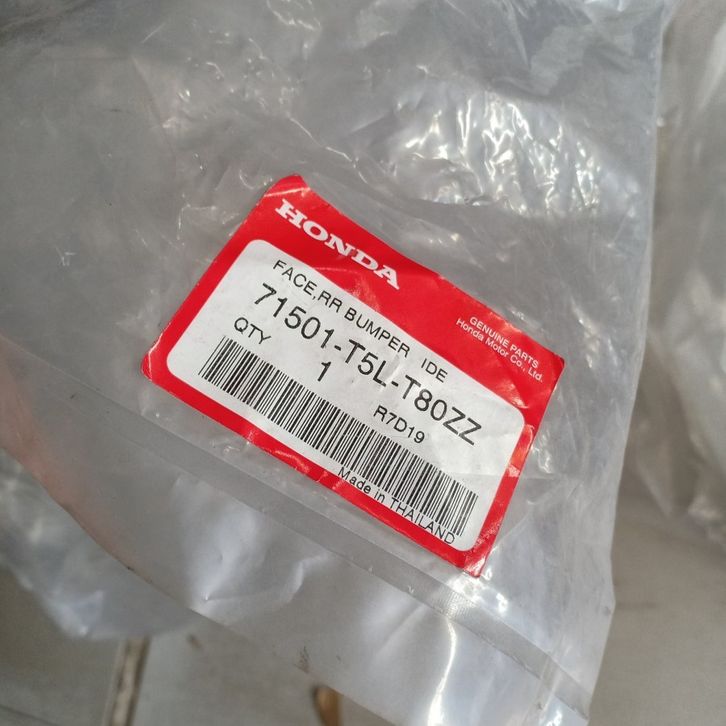 HONDA
GENUINE PARTS
Honda Motor Co., Ltd.
FACE,RR BUMPER IDE
71501-T5L-T80ZZ
QTY 1 R7D19
Made in THAILAND